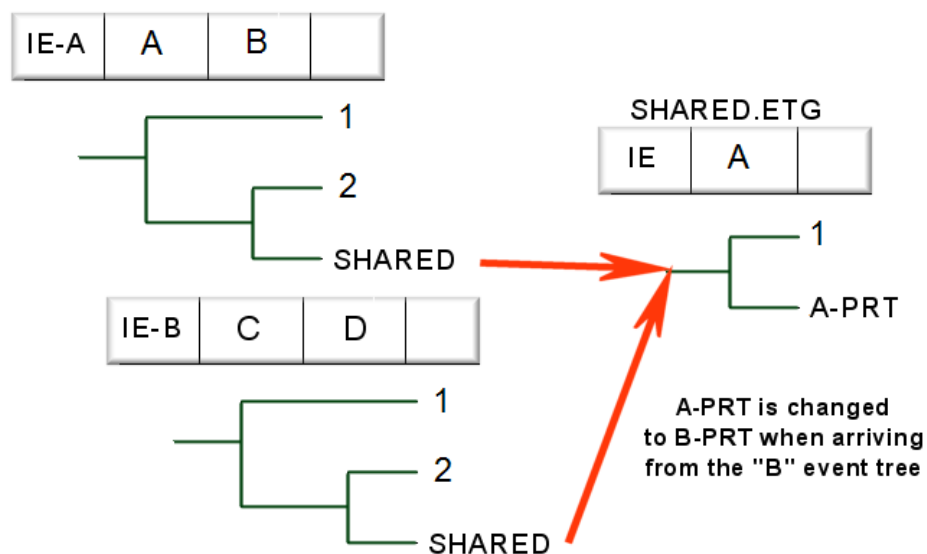 IE-A A B
1
2
SHARED
SHARED.ETG
IE A
1
A-PRT
IE-B C D
1
2
SHARED
A-PRT is changed
to B-PRT when arriving
from the "B" event tree